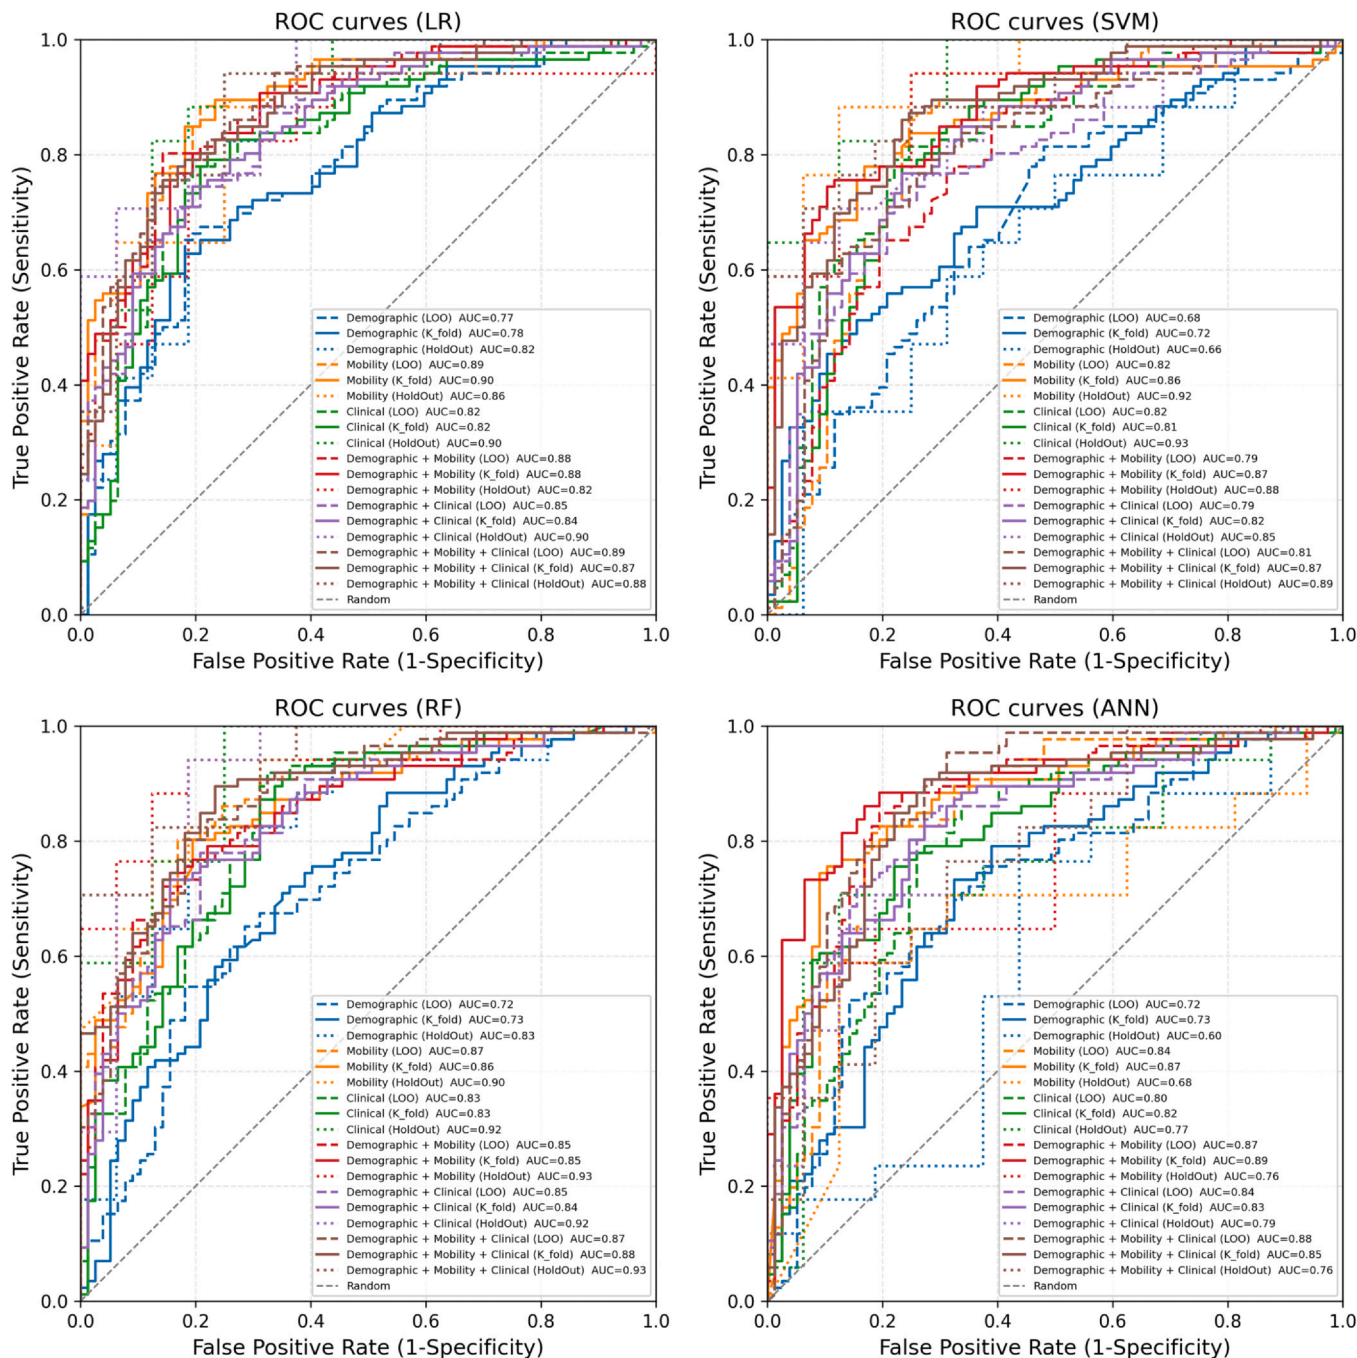 ROC curves (LR)
1.0
0.8
0.6
0.4
0.2
0.0
True Positive Rate (Sensitivity)
Demographic (LOO) AUC=0.77
Demographic (K_fold) AUC=0.78
Demographic (HoldOut) AUC=0.82
Mobility (LOO) AUC=0.89
Mobility (K_fold) AUC=0.90
Mobility (HoldOut) AUC=0.86
Clinical (LOO) AUC=0.82
Clinical (K_fold) AUC=0.82
Clinical (HoldOut) AUC=0.90
Demographic + Mobility (LOO) AUC=0.88
Demographic + Mobility (K_fold) AUC=0.88
Demographic + Mobility (HoldOut) AUC=0.82
Demographic + Clinical (LOO) AUC=0.85
Demographic + Clinical (K_fold) AUC=0.84
Demographic + Clinical (HoldOut) AUC=0.90
Demographic + Mobility + Clinical (LOO) AUC=0.89
Demographic + Mobility + Clinical (K_fold) AUC=0.87
Demographic + Mobility + Clinical (HoldOut) AUC=0.88
Random
0.0 0.2 0.4 0.6 0.8 1.0
False Positive Rate (1-Specificity)
ROC curves (SVM)
1.0
0.8
0.6
0.4
0.2
0.0
True Positive Rate (Sensitivity)
Demographic (LOO) AUC=0.68
Demographic (K_fold) AUC=0.72
Demographic (HoldOut) AUC=0.66
Mobility (LOO) AUC=0.82
Mobility (K_fold) AUC=0.86
Mobility (HoldOut) AUC=0.92
Clinical (LOO) AUC=0.82
Clinical (K_fold) AUC=0.81
Clinical (HoldOut) AUC=0.93
Demographic + Mobility (LOO) AUC=0.79
Demographic + Mobility (K_fold) AUC=0.87
Demographic + Mobility (HoldOut) AUC=0.88
Demographic + Clinical (LOO) AUC=0.79
Demographic + Clinical (K_fold) AUC=0.82
Demographic + Clinical (HoldOut) AUC=0.85
Demographic + Mobility + Clinical (LOO) AUC=0.81
Demographic + Mobility + Clinical (K_fold) AUC=0.87
Demographic + Mobility + Clinical (HoldOut) AUC=0.89
Random
0.0 0.2 0.4 0.6 0.8 1.0
False Positive Rate (1-Specificity)
ROC curves (RF)
1.0
0.8
0.6
0.4
0.2
0.0
True Positive Rate (Sensitivity)
Demographic (LOO) AUC=0.72
Demographic (K_fold) AUC=0.73
Demographic (HoldOut) AUC=0.83
Mobility (LOO) AUC=0.87
Mobility (K_fold) AUC=0.86
Mobility (HoldOut) AUC=0.90
Clinical (LOO) AUC=0.83
Clinical (K_fold) AUC=0.83
Clinical (HoldOut) AUC=0.92
Demographic + Mobility (LOO) AUC=0.85
Demographic + Mobility (K_fold) AUC=0.85
Demographic + Mobility (HoldOut) AUC=0.93
Demographic + Clinical (LOO) AUC=0.85
Demographic + Clinical (K_fold) AUC=0.84
Demographic + Clinical (HoldOut) AUC=0.92
Demographic + Mobility + Clinical (LOO) AUC=0.87
Demographic + Mobility + Clinical (K_fold) AUC=0.88
Demographic + Mobility + Clinical (HoldOut) AUC=0.93
Random
0.0 0.2 0.4 0.6 0.8 1.0
False Positive Rate (1-Specificity)
ROC curves (ANN)
1.0
0.8
0.6
0.4
0.2
0.0
True Positive Rate (Sensitivity)
Demographic (LOO) AUC=0.72
Demographic (K_fold) AUC=0.73
Demographic (HoldOut) AUC=0.60
Mobility (LOO) AUC=0.84
Mobility (K_fold) AUC=0.87
Mobility (HoldOut) AUC=0.68
Clinical (LOO) AUC=0.80
Clinical (K_fold) AUC=0.82
Clinical (HoldOut) AUC=0.77
Demographic + Mobility (LOO) AUC=0.87
Demographic + Mobility (K_fold) AUC=0.89
Demographic + Mobility (HoldOut) AUC=0.76
Demographic + Clinical (LOO) AUC=0.84
Demographic + Clinical (K_fold) AUC=0.83
Demographic + Clinical (HoldOut) AUC=0.79
Demographic + Mobility + Clinical (LOO) AUC=0.88
Demographic + Mobility + Clinical (K_fold) AUC=0.85
Demographic + Mobility + Clinical (HoldOut) AUC=0.76
Random
0.0 0.2 0.4 0.6 0.8 1.0
False Positive Rate (1-Specificity)